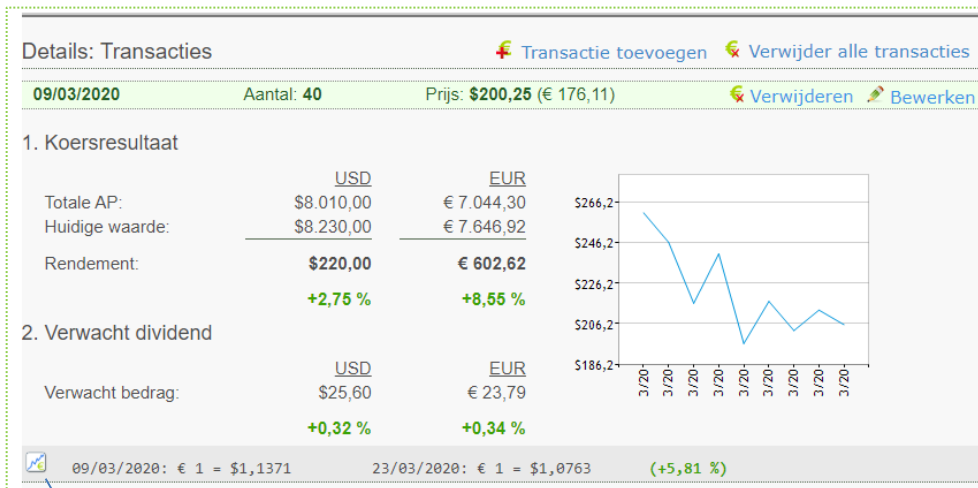 Details: Transacties Transactie toevoegen Verwijder alle transacties
09/03/2020 Aantal: 40 Prijs: $200,25 (€ 176,11) Verwijderen Bewerken
1. Koersresultaat
USD EUR
Totale AP: $8.010,00 € 7.044,30
Huidige waarde: $8.230,00 € 7.646,92
Rendement: $220,00 € 602,62
+2,75 % +8,55 %
2. Verwacht dividend
USD EUR
Verwacht bedrag: $25,60 € 23,79
+0,32 % +0,34 %
$266,2
$246,2
$226,2
$206,2
$186,2
3/20 3/20 3/20 3/20 3/20 3/20 3/20 3/20 3/20
09/03/2020: € 1 = $1,1371 23/03/2020: € 1 = $1,0763 (+5,81 %)